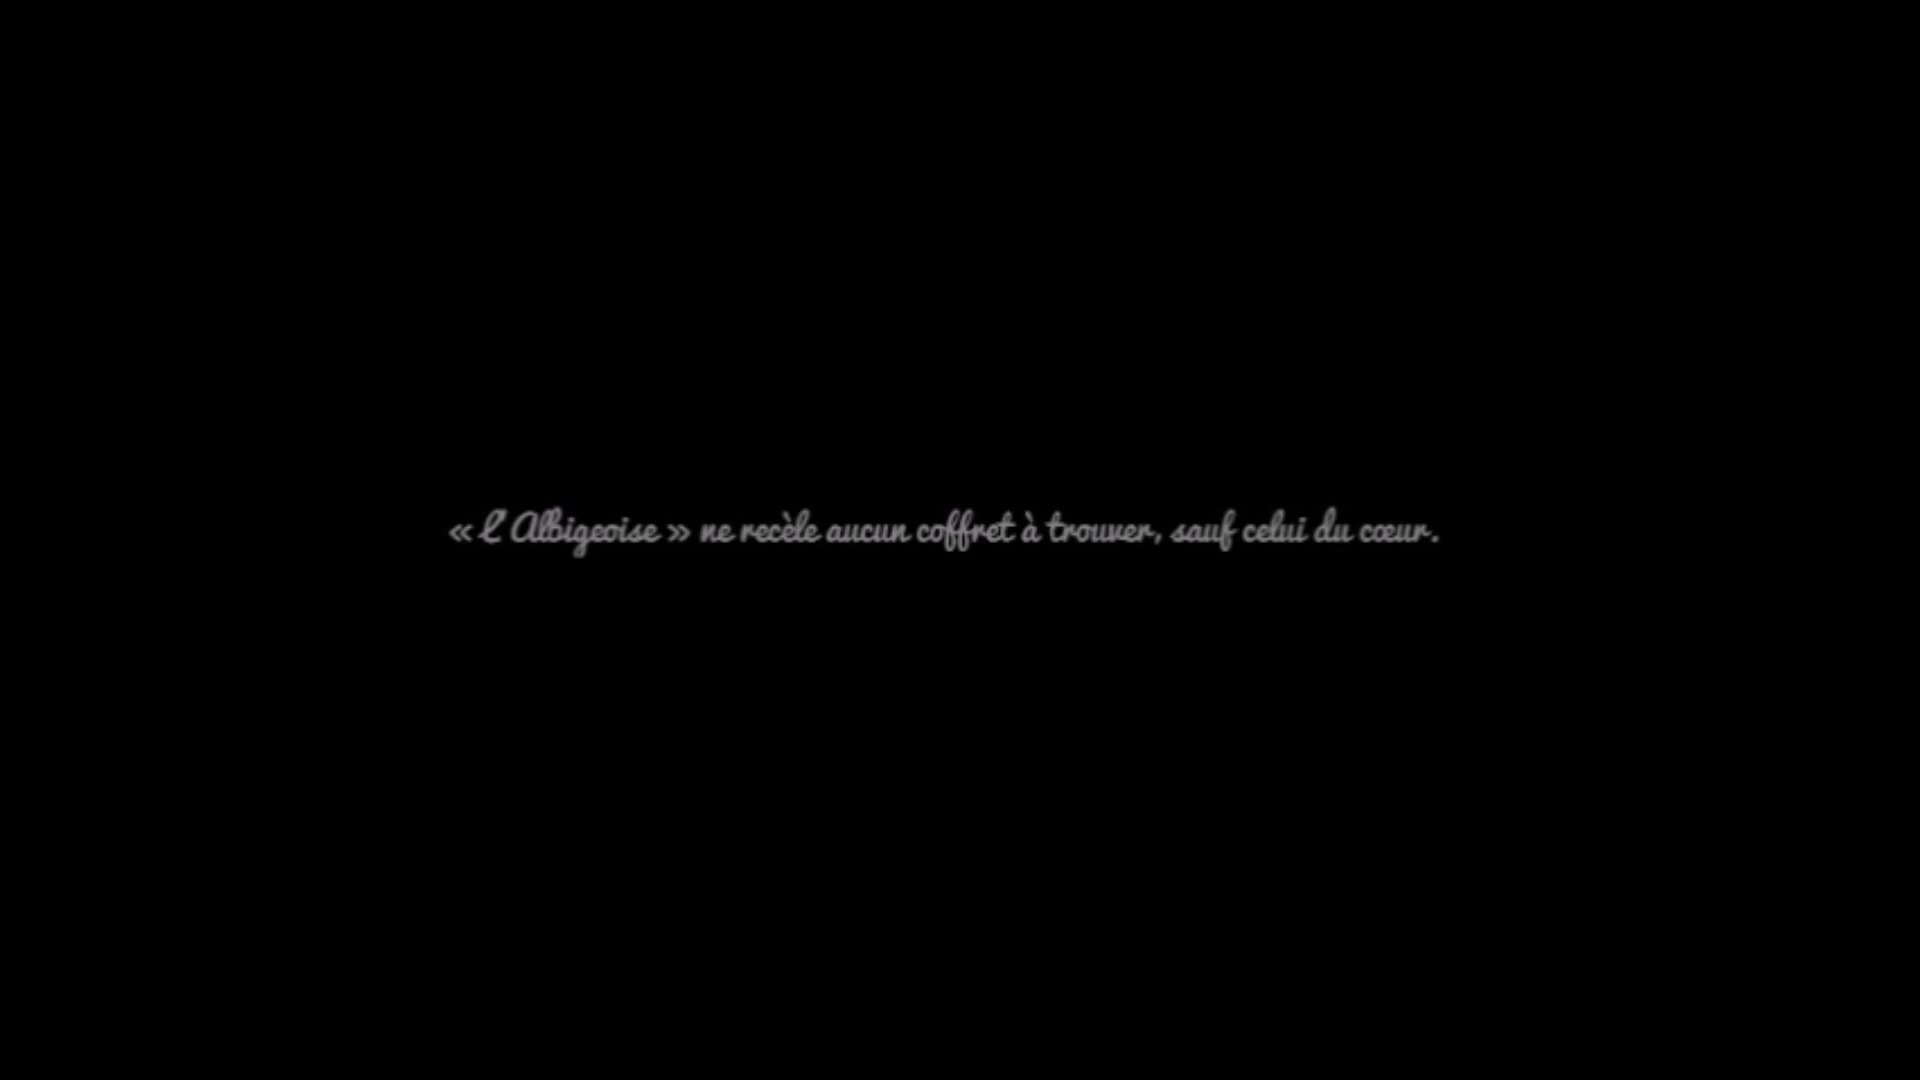 « L'Albigeoise » ne recèle aucun coffret à trouver, sauf celui du cœur.